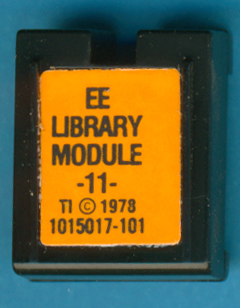 EE
LIBRARY
MODULE
-11-
TI © 1978
1015017-101